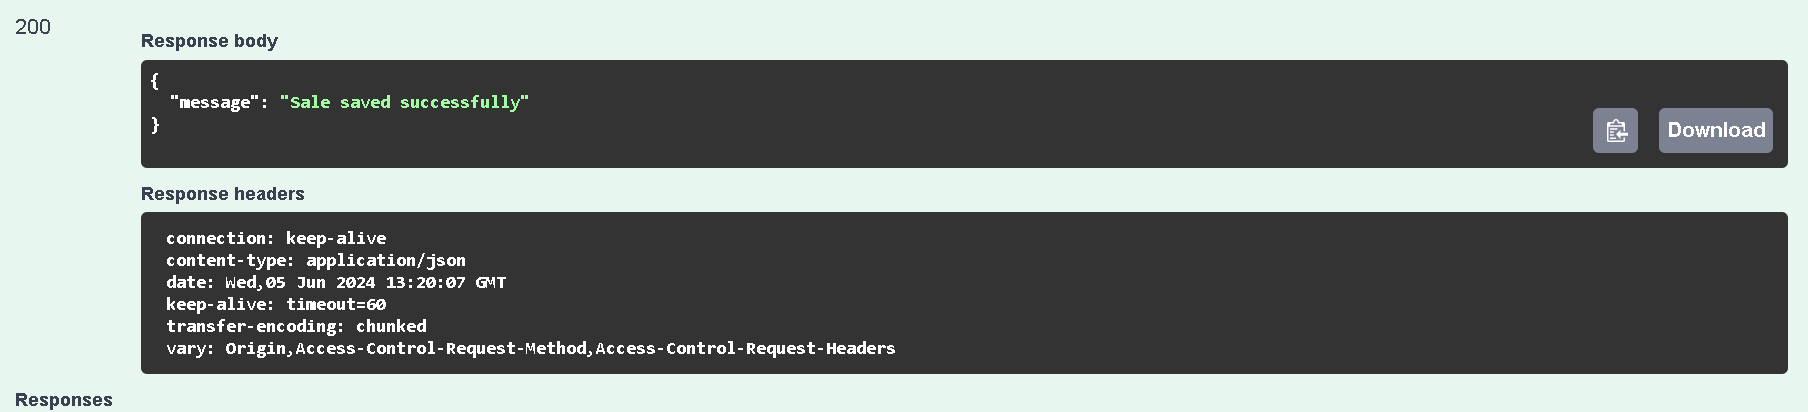 200
Response body
{
  "message": "Sale saved successfully"
}
Download
Response headers
connection: keep-alive
content-type: application/json
date: Wed,05 Jun 2024 13:20:07 GMT
keep-alive: timeout=60
transfer-encoding: chunked
vary: Origin,Access-Control-Request-Method,Access-Control-Request-Headers
Responses